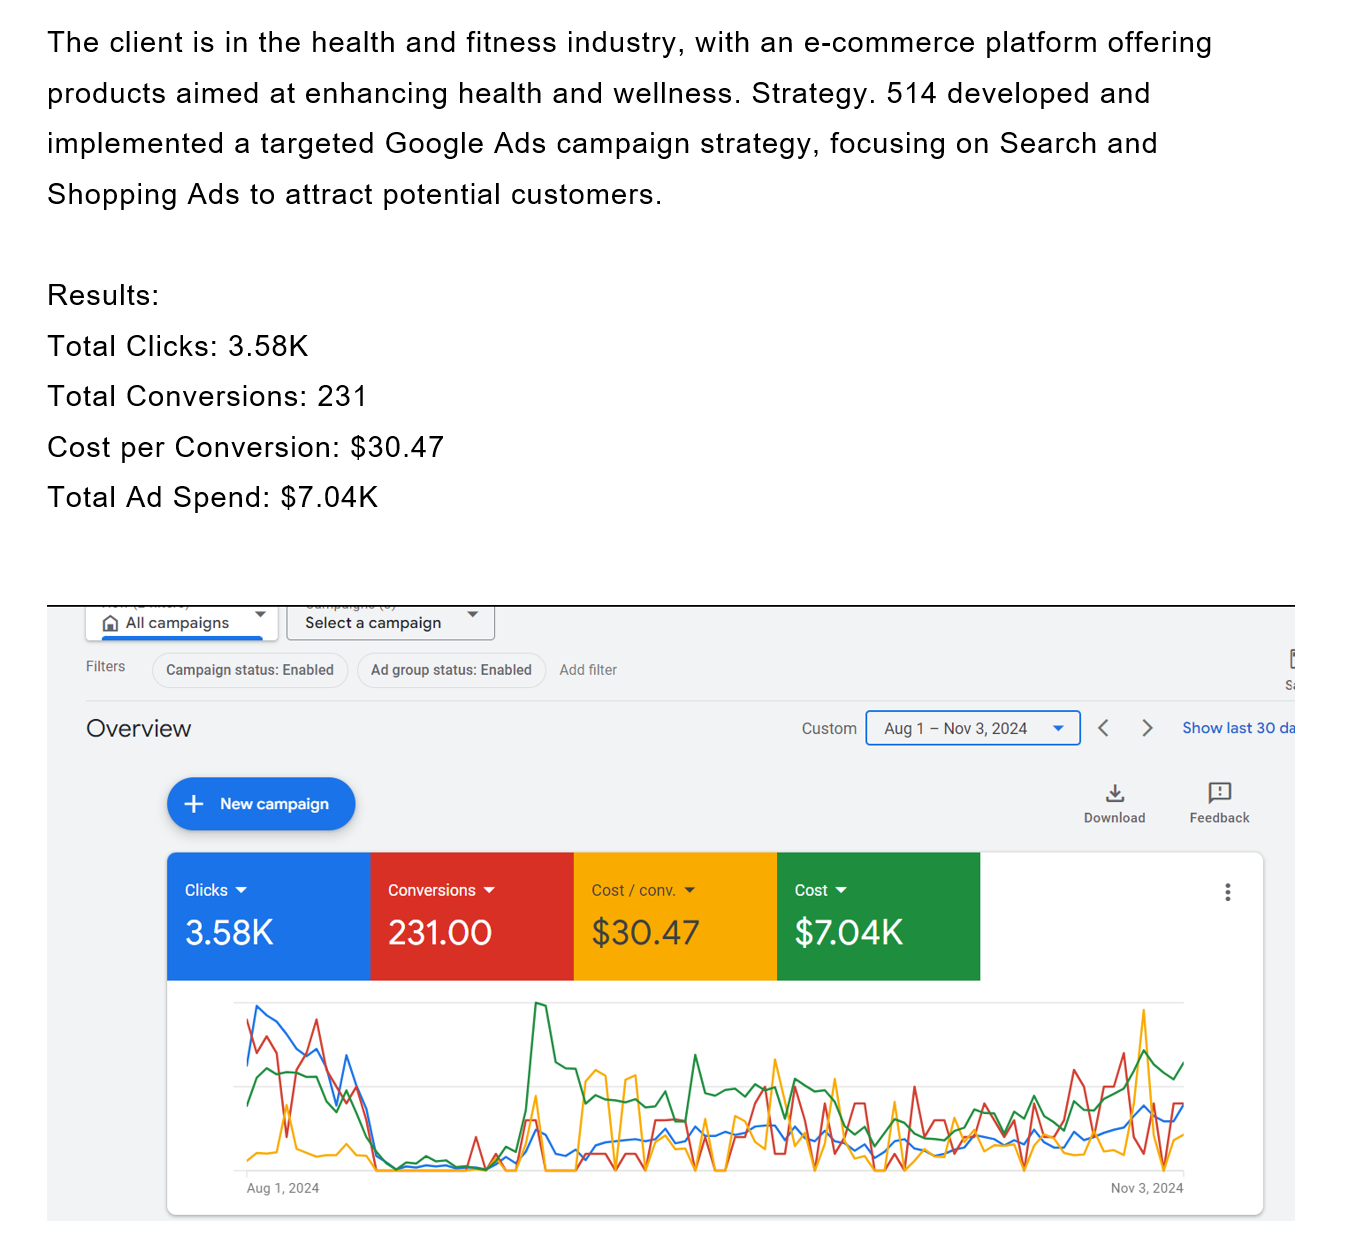 The client is in the health and fitness industry, with an e-commerce platform offering
products aimed at enhancing health and wellness. Strategy. 514 developed and
implemented a targeted Google Ads campaign strategy, focusing on Search and
Shopping Ads to attract potential customers.
Results:
Total Clicks: 3.58K
Total Conversions: 231
Cost per Conversion: $30.47
Total Ad Spend: $7.04K
All campaigns
Select a campaign
Filters Campaign status: Enabled Ad group status: Enabled Add filter
Overview Custom Aug 1 – Nov 3, 2024 Show last 30 da
New campaign
Download Feedback
Clicks Conversions Cost / conv. Cost
3.58K 231.00 $30.47 $7.04K
Aug 1, 2024 Nov 3, 2024